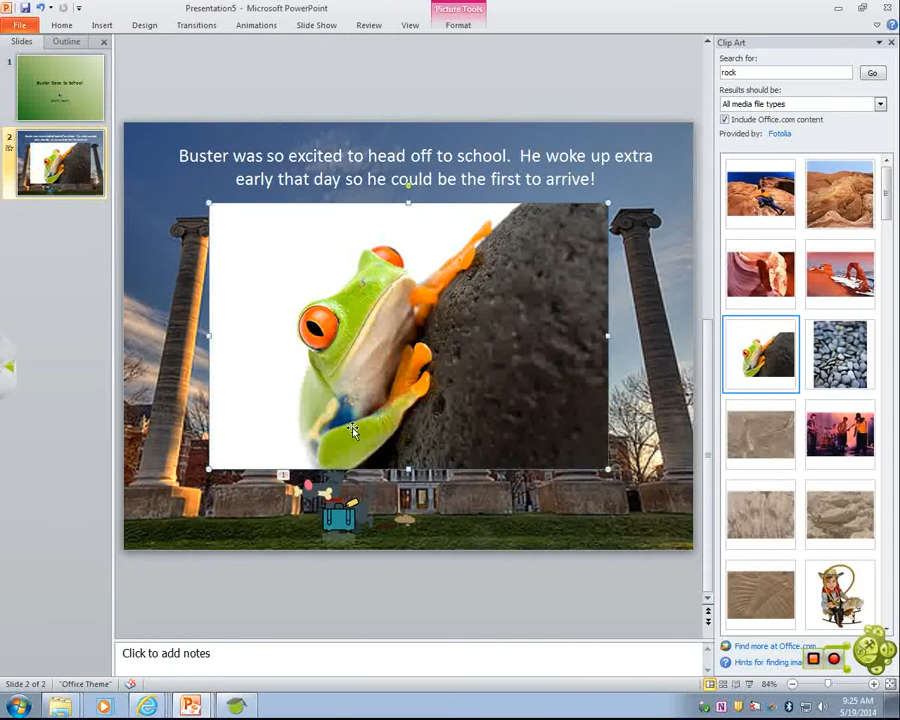 Presentation5 - Microsoft PowerPoint
Picture Tools
File Home Insert Design Transitions Animations Slide Show Review View Format
Slides Outline
Clip Art
Search for:
rock
Go
Results should be:
All media file types
Include Office.com content
Provided by: Fotolia
1
Buster Goes to School
2
Buster was so excited to head off to school. He woke up extra
early that day so he could be the first to arrive!
1
Find more at Office.com
Hints for finding ima
Click to add notes
Slide 2 of 2 "Office Theme" 84%
9:25 AM
5/19/2014